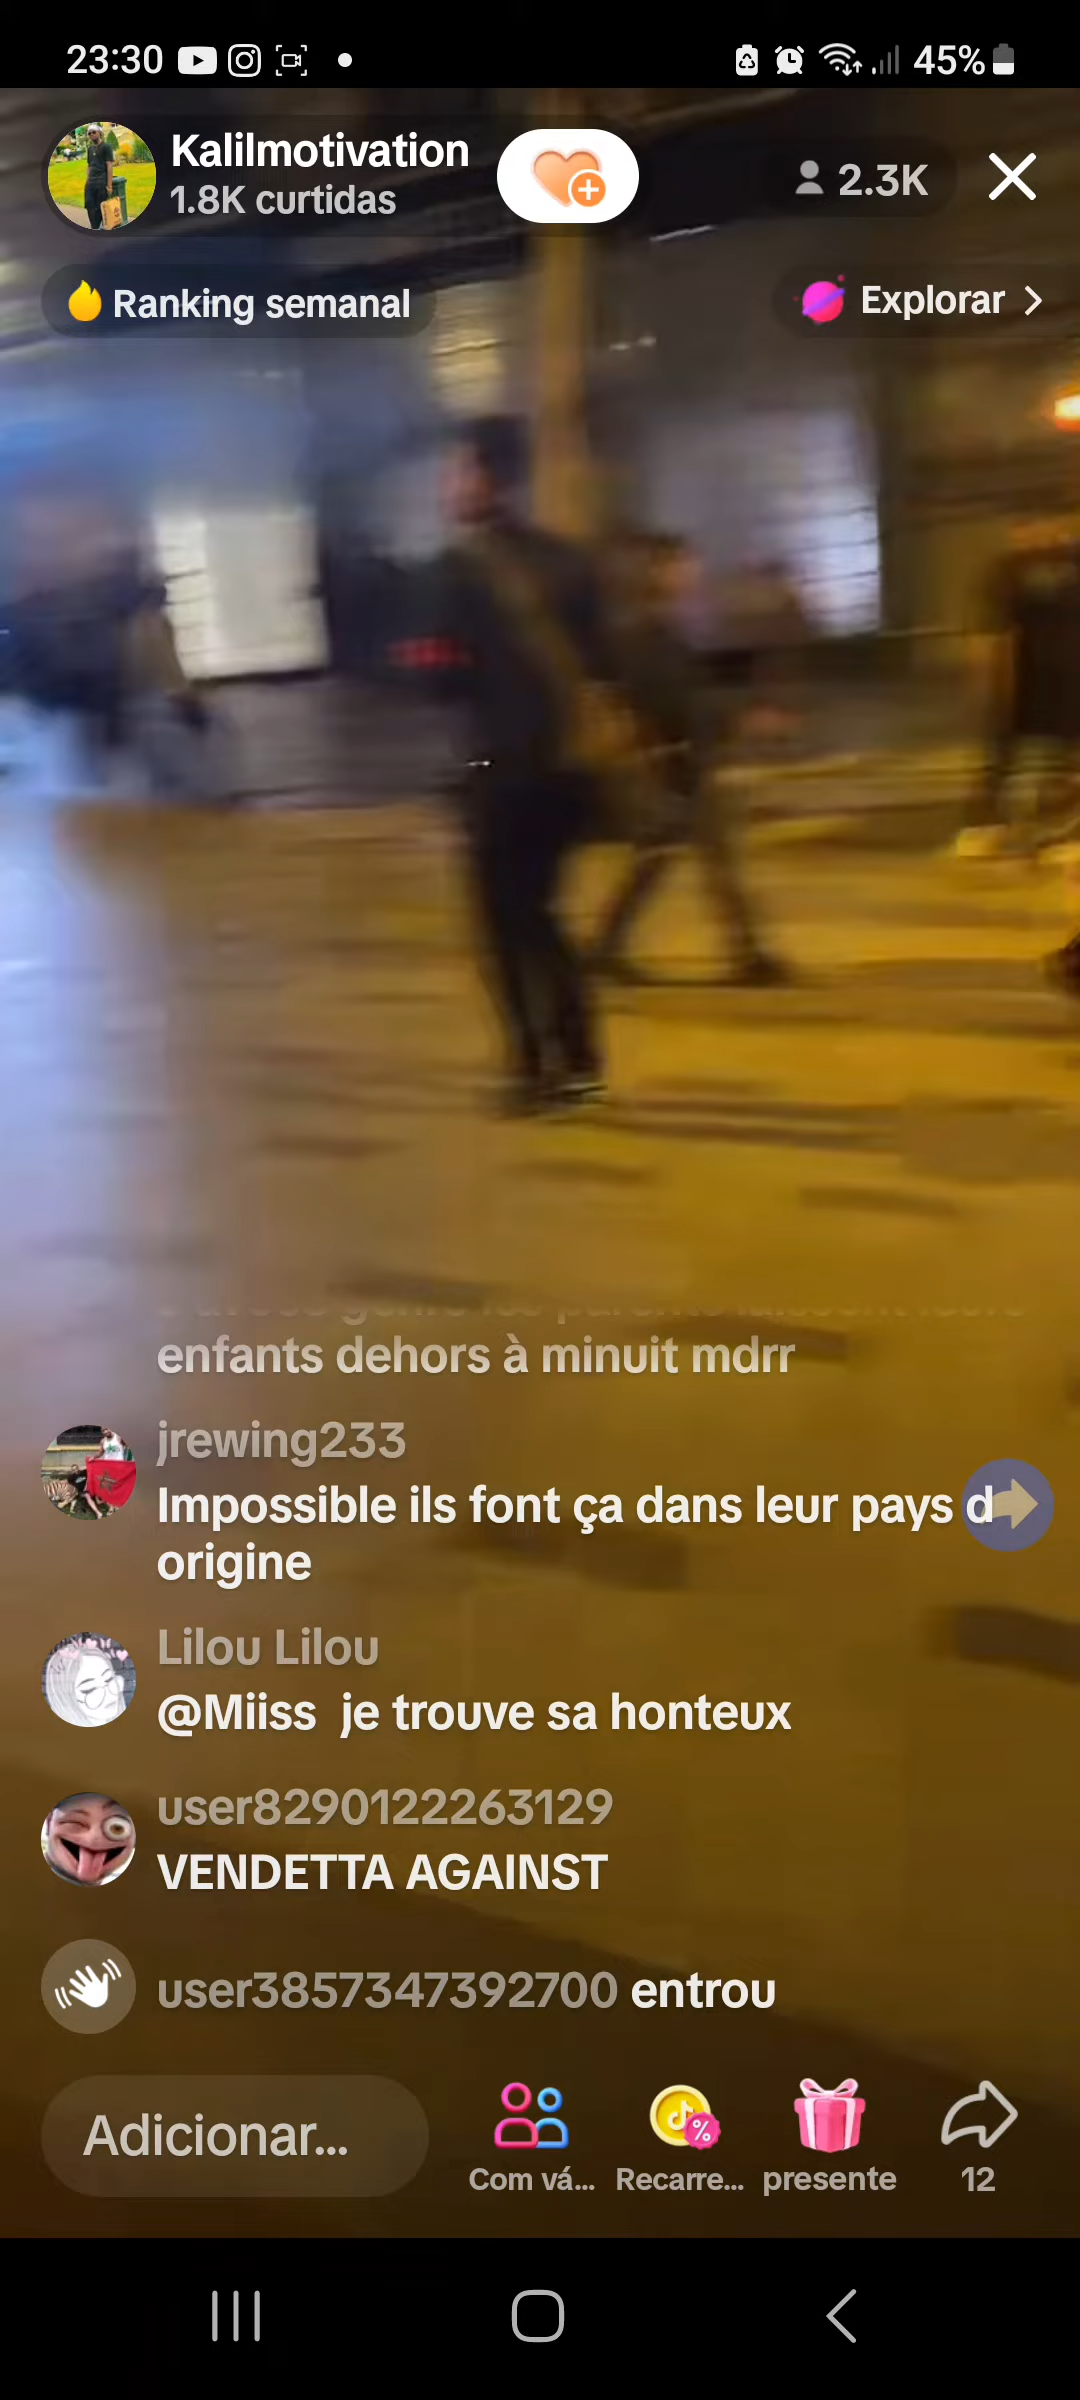 23:30
45%
Kalilmotivation
1.8K curtidas
2.3K
Ranking semanal
Explorar
enfants dehors à minuit mdrr
jrewing233
Impossible ils font ça dans leur pays d
origine
Lilou Lilou
@Miiss je trouve sa honteux
user8290122263129
VENDETTA AGAINST
user3857347392700 entrou
Adicionar...
Com vá...
Recarre...
presente
12